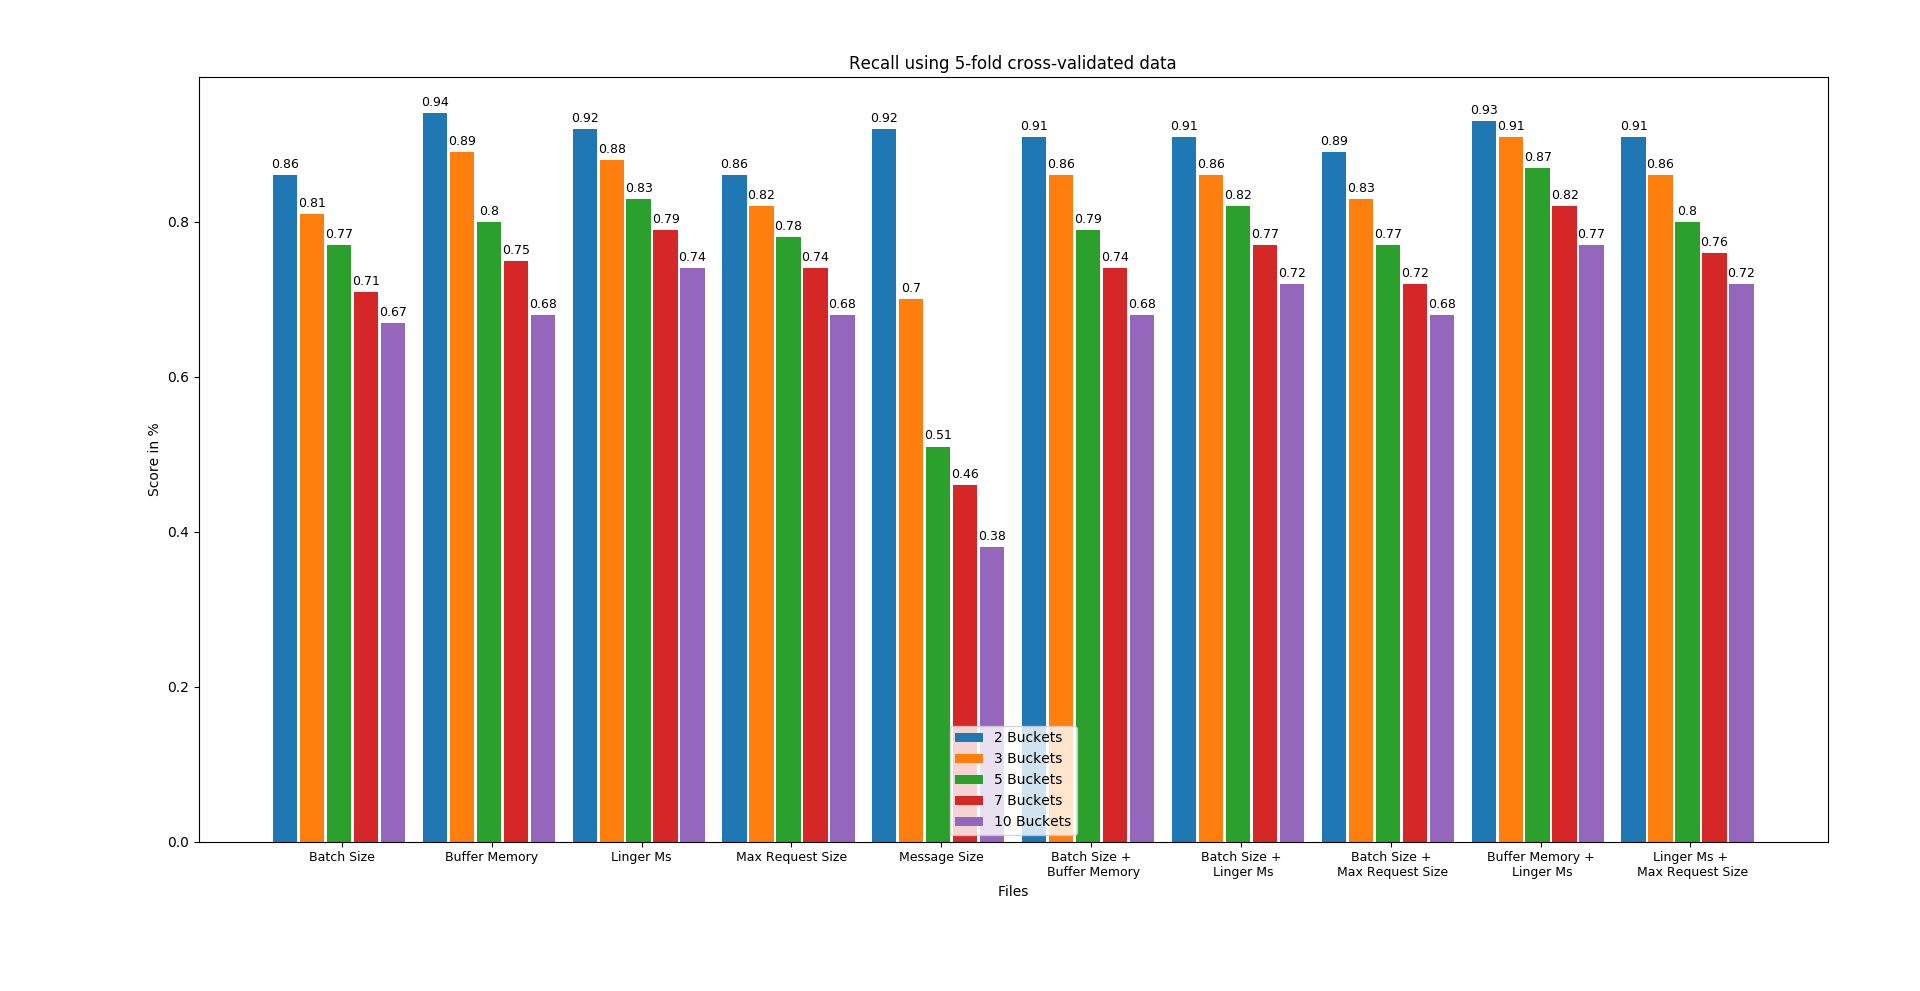 Recall using 5-fold cross-validated data
0.86 0.81 0.77 0.71 0.67
0.94 0.89 0.8 0.75 0.68
0.92 0.88 0.83 0.79 0.74
0.86 0.82 0.78 0.74 0.68
0.92 0.7 0.51 0.46 0.38
0.91 0.86 0.79 0.74 0.68
0.91 0.86 0.82 0.77 0.72
0.89 0.83 0.77 0.72 0.68
0.93 0.91 0.87 0.82 0.77
0.91 0.86 0.8 0.76 0.72
0.8
0.6
0.4
0.2
0.0
Score in %
2 Buckets
3 Buckets
5 Buckets
7 Buckets
10 Buckets
Batch Size
Buffer Memory
Linger Ms
Max Request Size
Message Size
Batch Size +
Buffer Memory
Batch Size +
Linger Ms
Batch Size +
Max Request Size
Buffer Memory +
Linger Ms
Linger Ms +
Max Request Size
Files